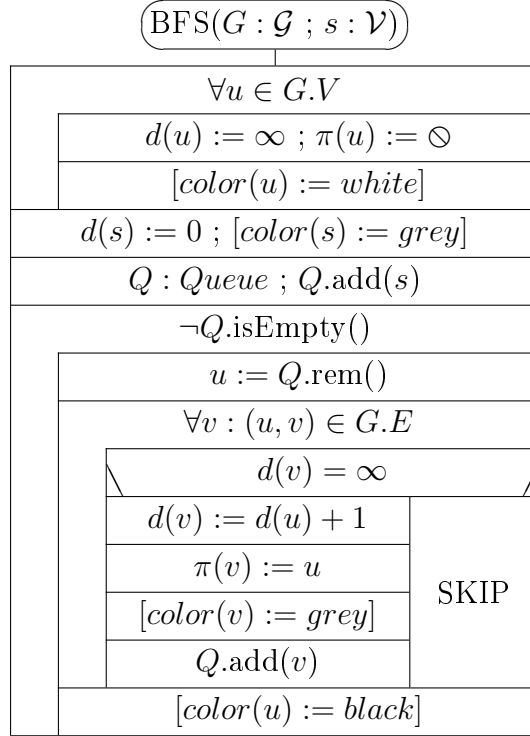 BFS(G : 𝒢 ; s : 𝒱)
∀u ∈ G.V
d(u) := ∞ ; π(u) := ⦸
[color(u) := white]
d(s) := 0 ; [color(s) := grey]
Q : Queue ; Q.add(s)
¬Q.isEmpty()
u := Q.rem()
∀v : (u, v) ∈ G.E
d(v) = ∞
d(v) := d(u) + 1
π(v) := u
[color(v) := grey]
Q.add(v)
SKIP
[color(u) := black]